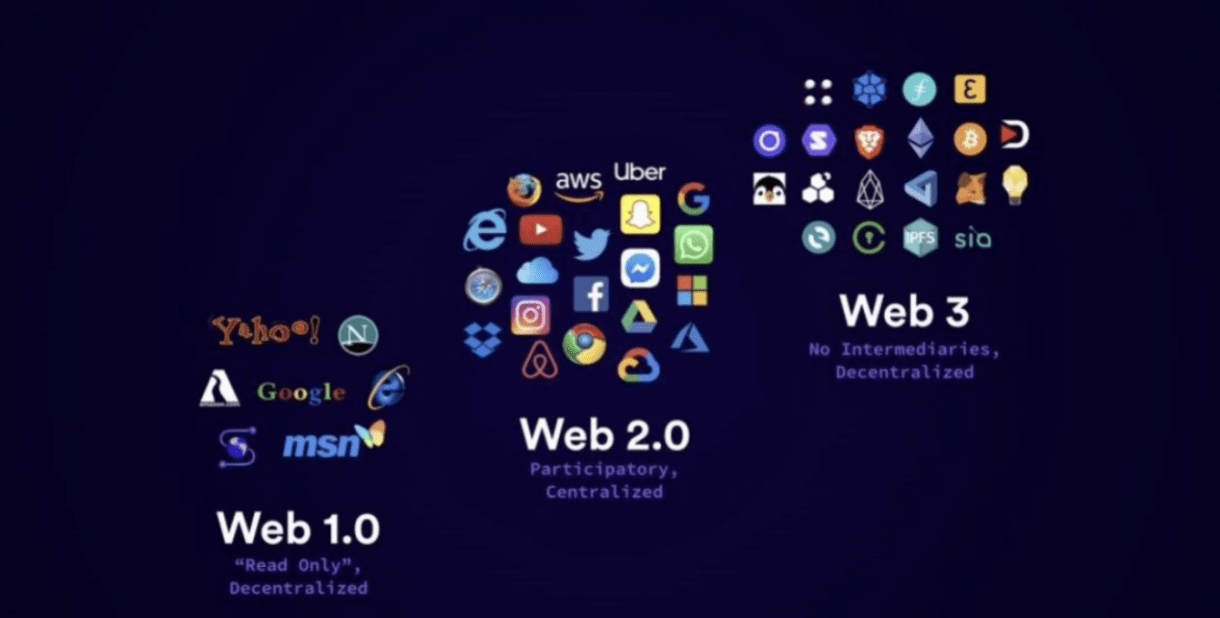 aws
Uber
Yahoo!
N
Google
msn
IPFS
sia
Web 1.0
“Read Only”,
Decentralized
Web 2.0
Participatory,
Centralized
Web 3
No Intermediaries,
Decentralized